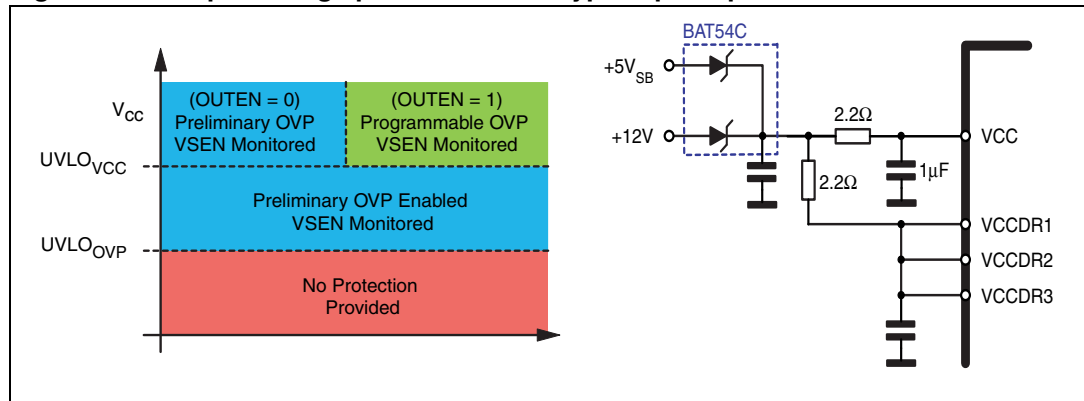 V_CC
(OUTEN = 0)
Preliminary OVP
VSEN Monitored
(OUTEN = 1)
Programmable OVP
VSEN Monitored
UVLO_VCC
Preliminary OVP Enabled
VSEN Monitored
UVLO_OVP
No Protection
Provided
BAT54C
+5V_SB
+12V
2.2Ω
VCC
1µF
2.2Ω
VCCDR1
VCCDR2
VCCDR3